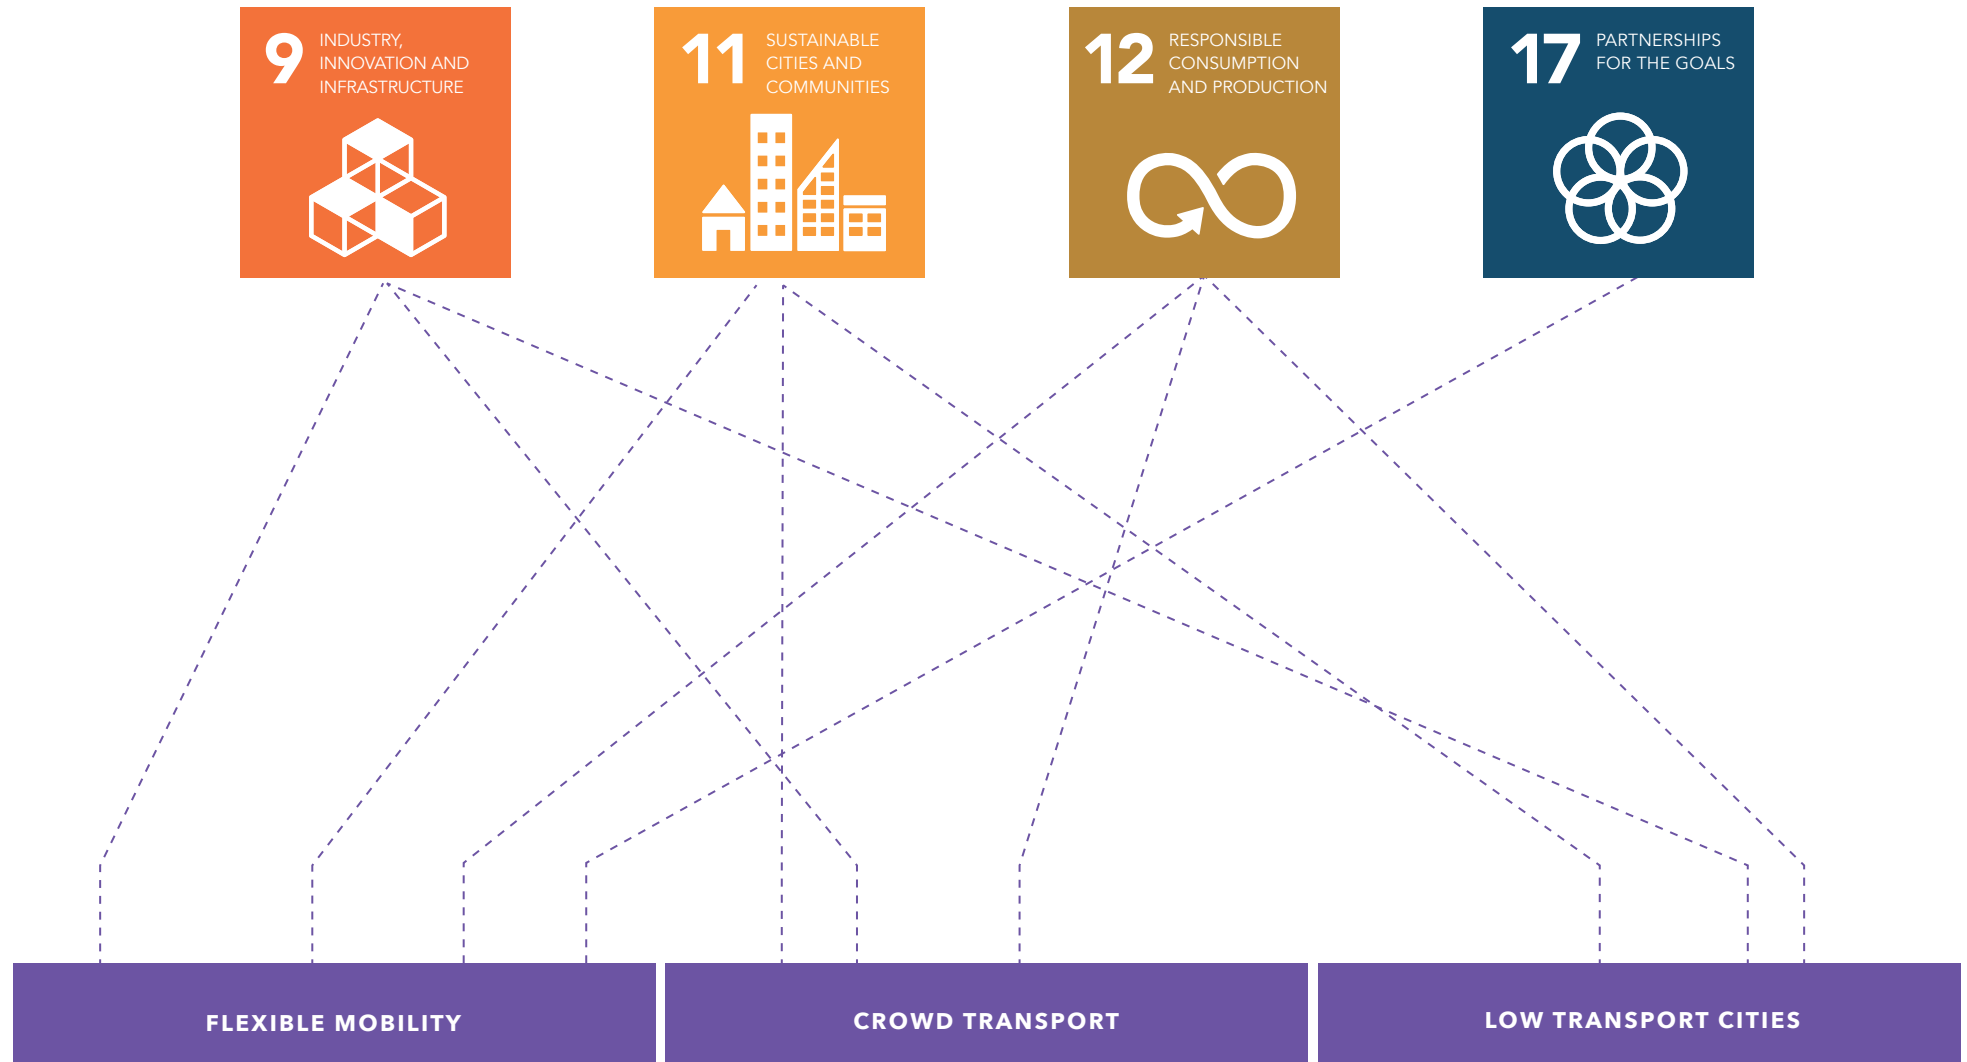 9 INDUSTRY,
INNOVATION AND
INFRASTRUCTURE
11 SUSTAINABLE
CITIES AND
COMMUNITIES
12 RESPONSIBLE
CONSUMPTION
AND PRODUCTION
17 PARTNERSHIPS
FOR THE GOALS
FLEXIBLE MOBILITY
CROWD TRANSPORT
LOW TRANSPORT CITIES